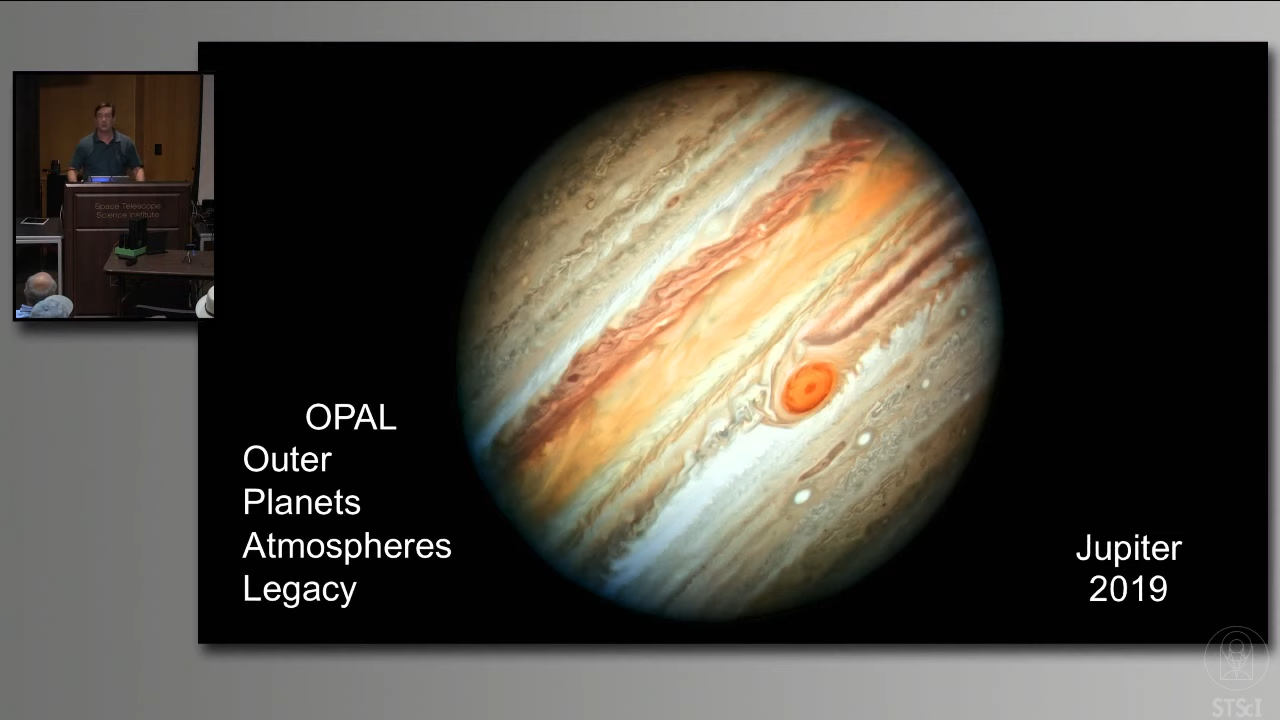 Space Telescope
Science Institute
OPAL
Outer
Planets
Atmospheres
Legacy
Jupiter
2019
STScI